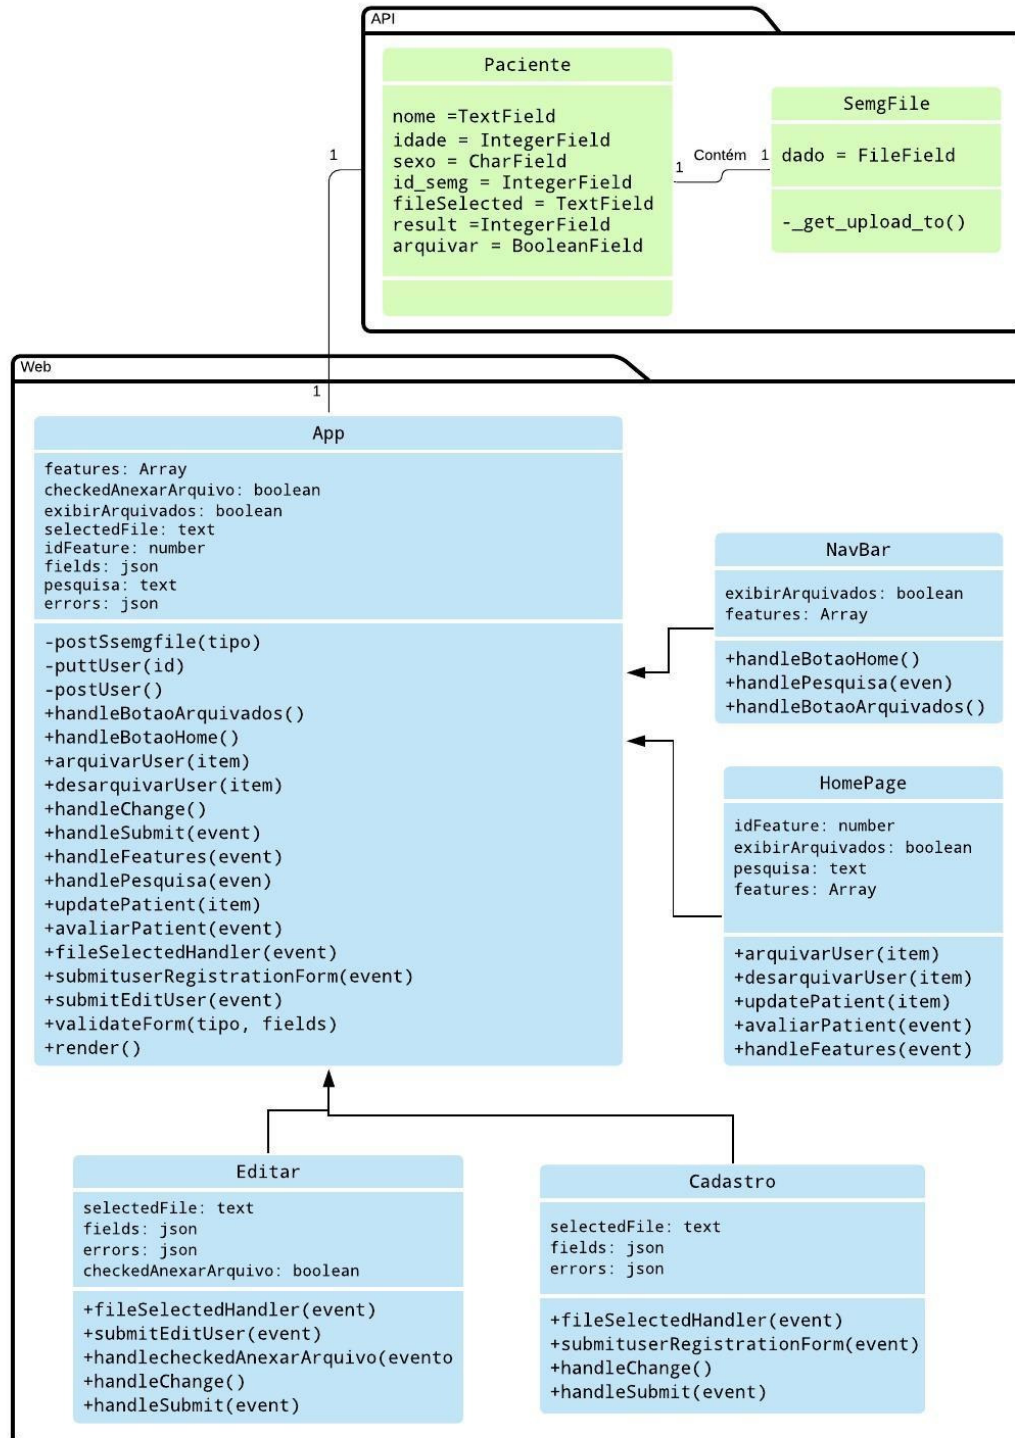 API
Paciente
nome =TextField
idade = IntegerField
sexo = CharField
id_semg = IntegerField
fileSelected = TextField
result =IntegerField
arquivar = BooleanField
1
Contém
1
SemgFile
dado = FileField
-_get_upload_to()
1
Web
1
App
features: Array
checkedAnexarArquivo: boolean
exibirArquivados: boolean
selectedFile: text
idFeature: number
fields: json
pesquisa: text
errors: json
-postSsemgfile(tipo)
-puttUser(id)
-postUser()
+handleBotaoArquivados()
+handleBotaoHome()
+arquivarUser(item)
+desarquivarUser(item)
+handleChange()
+handleSubmit(event)
+handleFeatures(event)
+handlePesquisa(even)
+updatePatient(item)
+avaliarPatient(event)
+fileSelectedHandler(event)
+submituserRegistrationForm(event)
+submitEditUser(event)
+validateForm(tipo, fields)
+render()
NavBar
exibirArquivados: boolean
features: Array
+handleBotaoHome()
+handlePesquisa(even)
+handleBotaoArquivados()
HomePage
idFeature: number
exibirArquivados: boolean
pesquisa: text
features: Array
+arquivarUser(item)
+desarquivarUser(item)
+updatePatient(item)
+avaliarPatient(event)
+handleFeatures(event)
Editar
selectedFile: text
fields: json
errors: json
checkedAnexarArquivo: boolean
+fileSelectedHandler(event)
+submitEditUser(event)
+handlecheckedAnexarArquivo(evento
+handleChange()
+handleSubmit(event)
Cadastro
selectedFile: text
fields: json
errors: json
+fileSelectedHandler(event)
+submituserRegistrationForm(event)
+handleChange()
+handleSubmit(event)